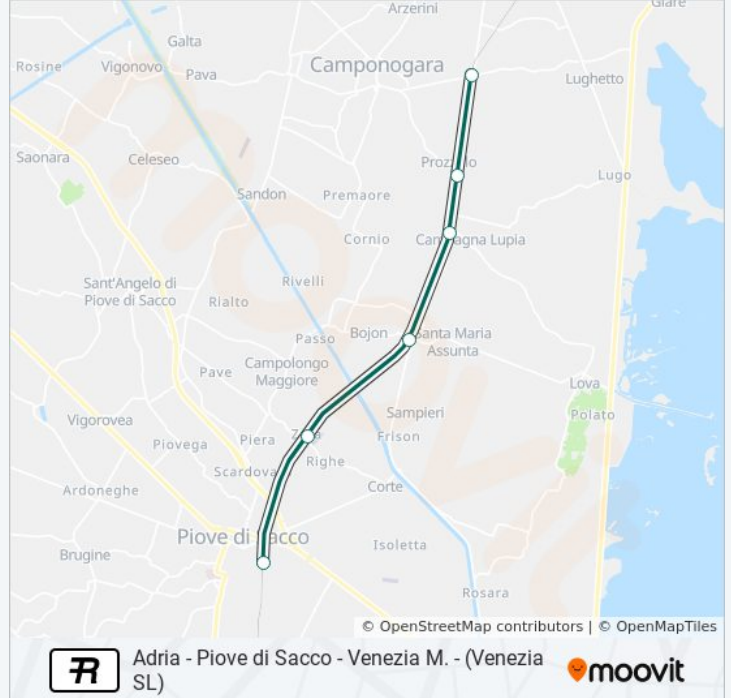 Arzerini
Giare
Galta
Rosine
Vigonovo
Pava
Camponogara
Lughetto
Saonara
Celeseo
Prozzolo
Lugo
Sandon
Premaore
Cornio
Campagna Lupia
Sant'Angelo di
Piove di Sacco
Rivelli
Rialto
Passo
Bojon
Santa Maria
Assunta
Campolongo
Maggiore
Pave
Lova
Polato
Vigorovea
Sampieri
Piovega
Piera
Frison
Righe
Scardova
Ardoneghe
Corte
Piove di Sacco
Isoletta
Brugine
Rosara
© OpenStreetMap contributors | © OpenMapTiles
R
Adria - Piove di Sacco - Venezia M. - (Venezia
SL)
moovit